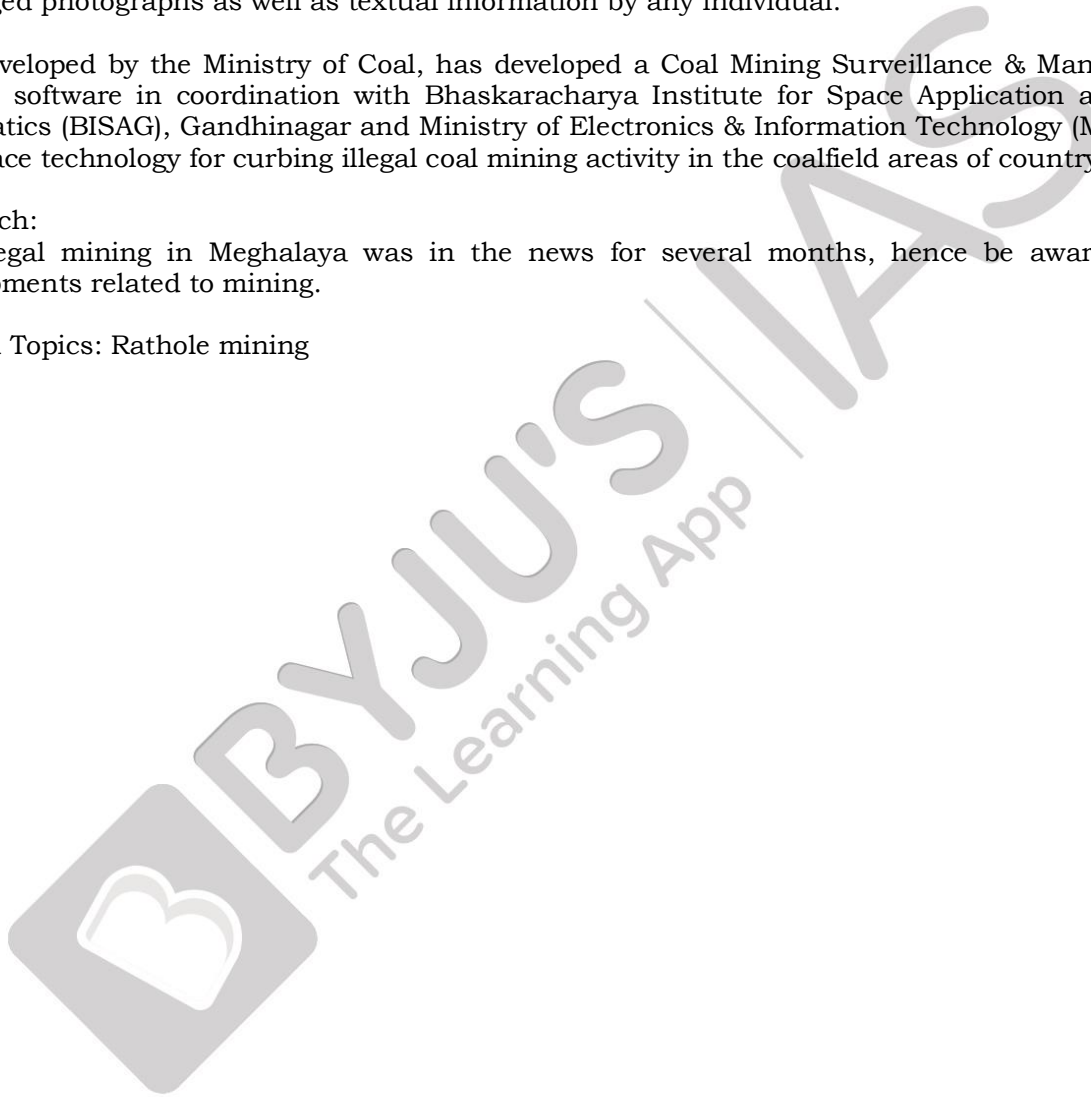 ged photographs as well as textual information by any individual.
veloped by the Ministry of Coal, has developed a Coal Mining Surveillance & Man
software in coordination with Bhaskaracharya Institute for Space Application a
atics (BISAG), Gandhinagar and Ministry of Electronics & Information Technology (M
ace technology for curbing illegal coal mining activity in the coalfield areas of country
ch:
egal mining in Meghalaya was in the news for several months, hence be awar
pments related to mining.
Topics: Rathole mining
BYJU'S IAS
The Learning App